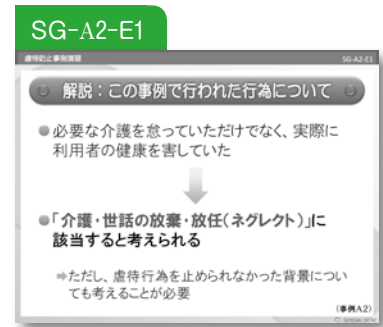 SG-A2-E1
虐待防止事例演習 SG-A2-E1
解説：この事例で行われた行為について
●必要な介護を怠っていただけでなく、実際に
利用者の健康を害していた
●「介護・世話の放棄・放任（ネグレクト）」に
該当すると考えられる
⇒ただし、虐待行為を止められなかった背景につい
ても考えることが必要
（事例A2）